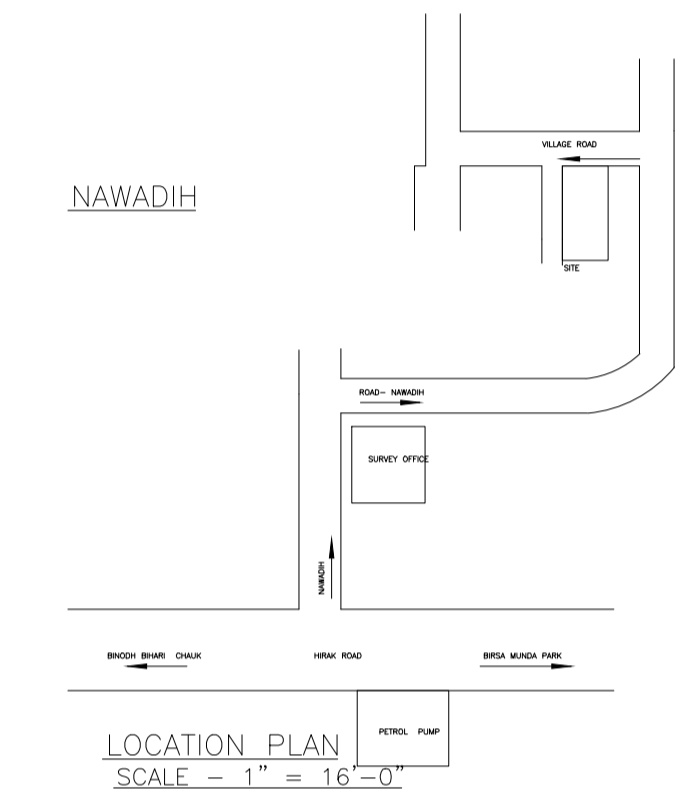 VILLAGE ROAD
NAWADIH
SITE
ROAD- NAWADIH
SURVEY OFFICE
NAWADIH
BINODH BIHARI CHAUK
HIRAK ROAD
BIRSA MUNDA PARK
PETROL PUMP
LOCATION PLAN
SCALE - 1" = 16'-0"